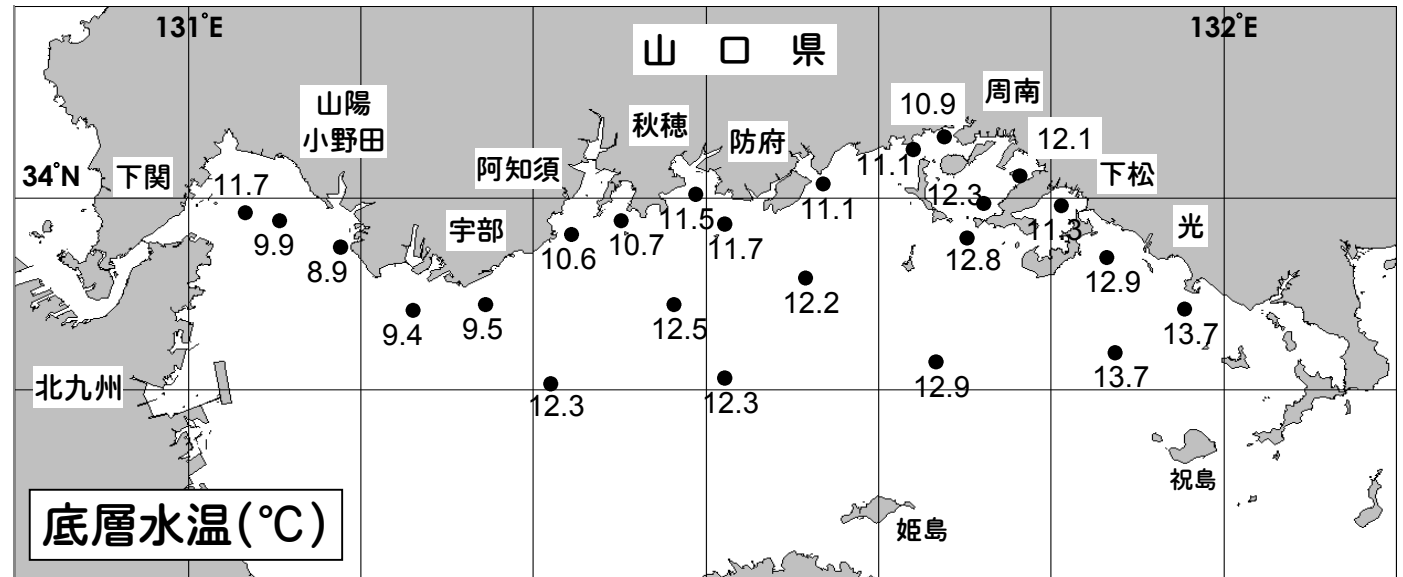 131°E
132°E
山口県
周南
山陽
小野田
10.9
秋穂
12.1
防府
阿知須
11.1
下松
34°N
下関
11.7
12.3
11.1
11.5
光
宇部
9.9
10.6
10.7
11.7
11.3
8.9
12.8
12.9
12.2
9.4
9.5
12.5
13.7
13.7
北九州
12.9
12.3
12.3
祝島
底層水温(℃)
姫島